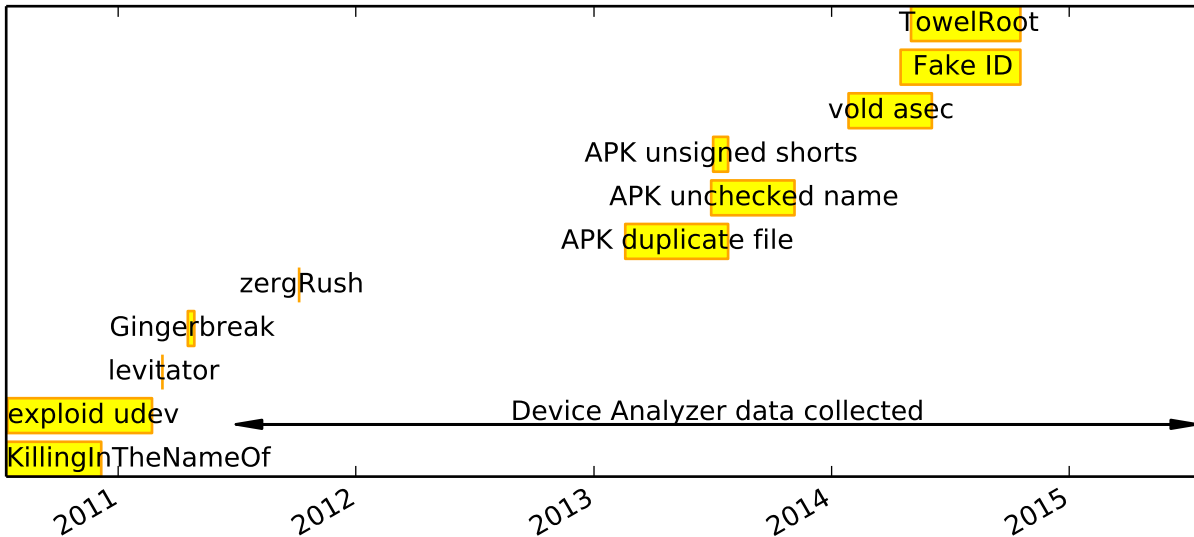 TowelRoot
Fake ID
vold asec
APK unsigned shorts
APK unchecked name
APK duplicate file
zergRush
Gingerbreak
levitator
exploid udev
Device Analyzer data collected
KillingInTheNameOf
2011
2012
2013
2014
2015